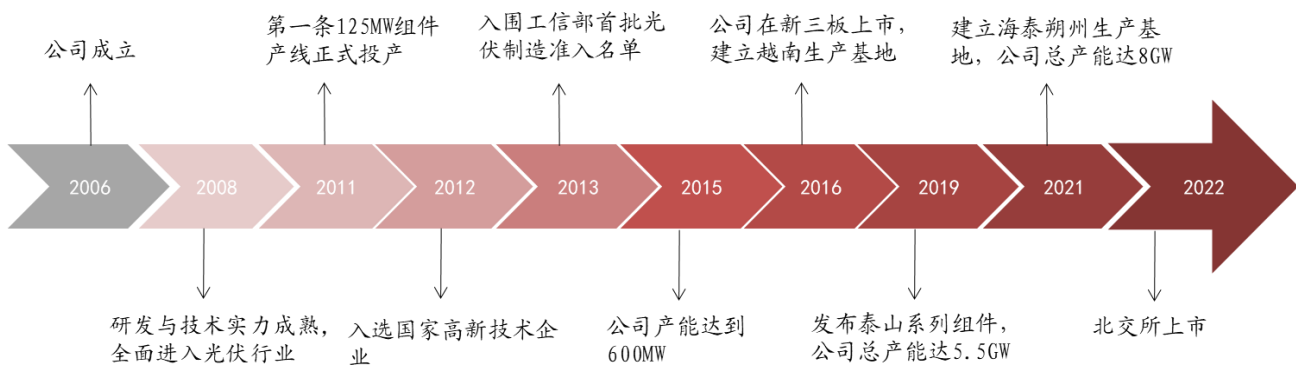 公司成立
第一条125MW组件
产线正式投产
入围工信部首批光
伏制造准入名单
公司在新三板上市，
建立越南生产基地
建立海泰朔州生产基
地，公司总产能达8GW
2006
2008
2011
2012
2013
2015
2016
2019
2021
2022
研发与技术实力成熟，
全面进入光伏行业
入选国家高新技术企
业
公司产能达到
600MW
发布泰山系列组件，
公司总产能达5.5GW
北交所上市